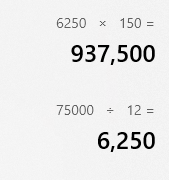 6250 × 150 =
937,500
75000 ÷ 12 =
6,250